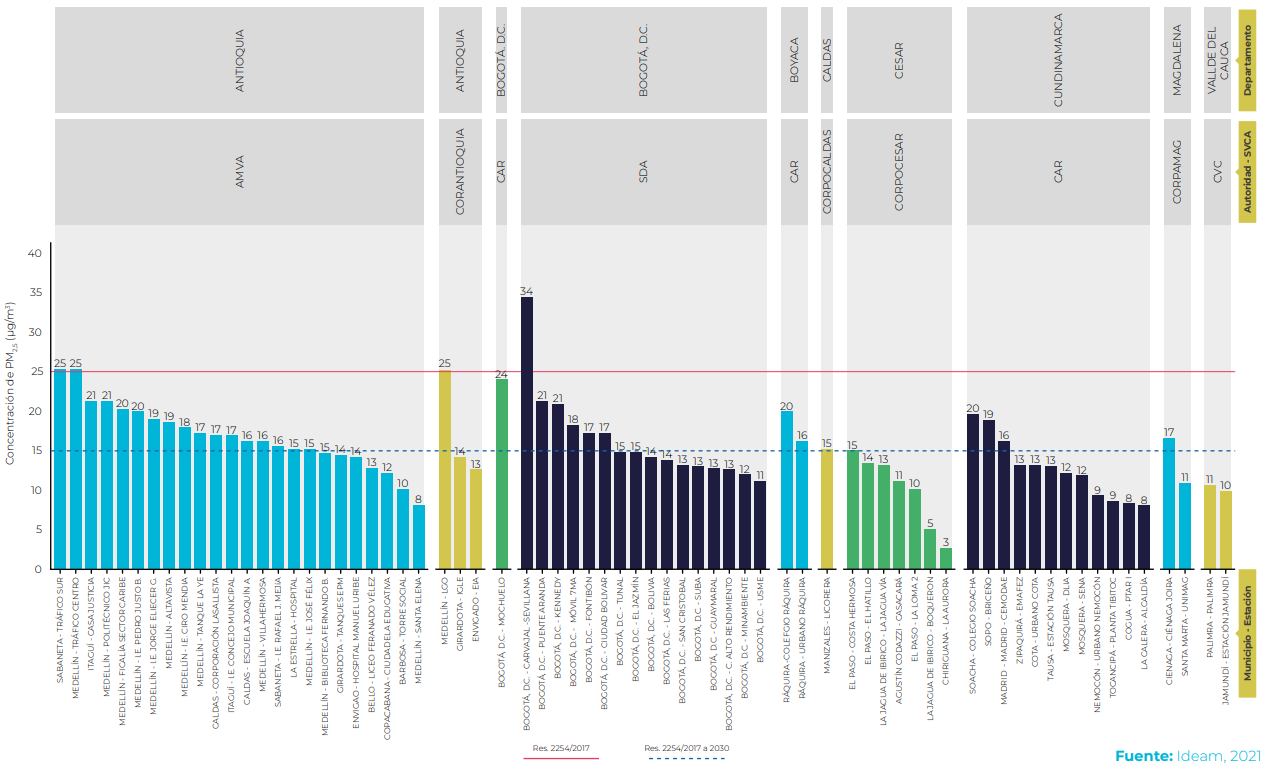 ANTIOQUIA
ANTIOQUIA
BOGOTÁ, D.C.
BOGOTÁ, D.C.
BOYACA
CALDAS
CESAR
CUNDINAMARCA
MAGDALENA
VALLDE DEL
CAUCA
Departamento
AMVA
CORANTIOQUIA
CAR
SDA
CAR
CORPOCALDAS
CORPOCESAR
CAR
CORPAMAG
CVC
Autoridad - SVCA
Concentración de PM2,5 (µg/m³)
40
35
30
25
20
15
10
5
0
25 25 21 21 20 20 19 19 18 17 17 17 16 16 16 15 15 15 14 14 13 12 10 8
25 14 13
24
34 21 21 18 17 17 15 15 14 14 13 13 13 13 12 11
20 16
15
15 14 13 11 10 5 3
20 19 16 13 13 13 12 12 9 9 8 8
17 11
11 10
SABANETA - TRÁFICO SUR
MEDELLÍN - TRÁFICO CENTRO
ITAGÜÍ - CASA JUSTICIA
MEDELLÍN - POLITÉCNICO JIC
MEDELLÍN - FIGALÍA SECTOR CARIBE
MEDELLÍN - I.E. PEDRO JUSTO B.
MEDELLÍN - I.E. JORGE ELIECER G.
MEDELLÍN - ALTAVISTA
MEDELLÍN - I.E. CIRO MENDIA
MEDELLÍN - TANQUE LA YE
CALDAS - CORPORACIÓN LASALLISTA
ITAGUÍ - I.E. CONCEJO MUNICIPAL
CALDAS - ESCUELA JOAQUÍN A.
MEDELLÍN - VILLAHERMOSA
SABANETA - I.E. RAFAEL J. MEJIA
LA ESTRELLA - HOSPITAL
MEDELLÍN - I.E. JOSÉ FÉLIX
MEDELLÍN - BIBLIOTECA FERNANDO B.
GIRARDOTA - TANQUES EPM
ENVIGADO - HOSPITAL MANUEL URIBE
BELLO - LICEO FERANADO VÉLEZ
COPACABANA - CIUDADELA EDUCATIVA
BARBOSA - TORRE SOCIAL
MEDELLÍN - SANTA ELENA
MEDELLÍN - LGO
GIRARDOTA - IGLE
ENVIGADO - EIA
BOGOTÁ, D.C. - MOCHUELO
BOGOTÁ, D.C. - CARVAJAL -SEVILLANA
BOGOTÁ, D.C. - PUENTE ARANDA
BOGOTÁ, D.C. - KENNEDY
BOGOTÁ, D.C. - MÓVIL 7MA
BOGOTÁ, D.C. - FONTIBÓN
BOGOTÁ, D.C. - CIUDAD BOLIVAR
BOGOTÁ, D.C. - TUNAL
BOGOTÁ, D.C. - EL JAZMÍN
BOGOTÁ, D.C. - BOLIVIA
BOGOTÁ, D.C. - LAS FERIAS
BOGOTÁ, D.C. - SAN CRISTOBAL
BOGOTÁ, D.C. - SUBA
BOGOTÁ, D.C. - GUAYMARAL
BOGOTÁ, D.C. - C. ALTO RENDIMIENTO
BOGOTÁ, D.C. - MINAMBIENTE
BOGOTÁ, D.C. - USME
RÁQUIRA-COLEGIO RÁQUIRA
RÁQUIRA - URBANO RÁQUIRA
MANIZALES - LICORERA
EL PASO - COSTA HERMOSA
EL PASO - EL HATILLO
LA JAGUA DE IBIRICO - LA JAGUA VÍA
AGUSTÍN CODAZZI - CASACARÁ
EL PASO - LA LOMA 2
LA JAGUA DE IBIRICO - BOQUERON
CHIRIGUANA - LA AURORA
SOACHA - COLEGIO SOACHA
SOPO - BRICEÑO
MADRID - MADRID - CEMODAE
ZIPAQUIRÁ - EMAFEZ
COTA - URBANO COTA
TAUSA - ESTACIÓN TAUSA
MOSQUERA - DLIA
MOSQUERA - SENA
NEMOCÓN - URBANO NEMOCÓN
TOCANCIPÁ - PLANTA TIBITOC
COGUA - PTAR I
LA CALERA - ALCALDÍA
CIENAGA - CIÉNAGA JOIRA
SANTA MARTA - UNIMAG
PALMIRA - PALIMRA
JAMUNDÍ - ESTACIÓN JAMUNDÍ
Municipio - Estación
Res. 2254/2017
Res. 2254/2017 a 2030
Fuente: Ideam, 2021